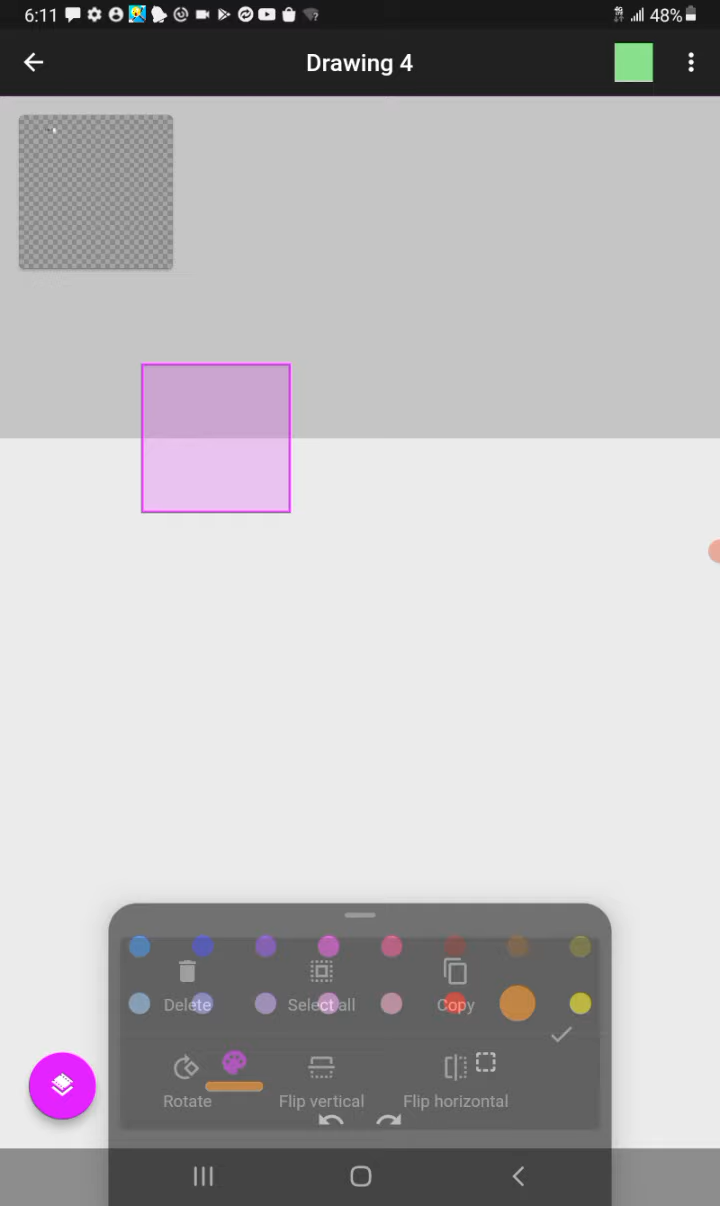 6:11 48%
Drawing 4
Delete Select all Copy
Rotate Flip vertical Flip horizontal